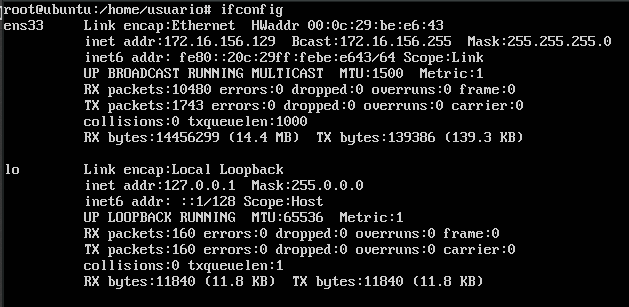 root@ubuntu:/home/usuario# ifconfig
ens33     Link encap:Ethernet  HWaddr 00:0c:29:be:e6:43
          inet addr:172.16.156.129  Bcast:172.16.156.255  Mask:255.255.255.0
          inet6 addr: fe80::20c:29ff:febe:e643/64 Scope:Link
          UP BROADCAST RUNNING MULTICAST  MTU:1500  Metric:1
          RX packets:10480 errors:0 dropped:0 overruns:0 frame:0
          TX packets:1743 errors:0 dropped:0 overruns:0 carrier:0
          collisions:0 txqueuelen:1000
          RX bytes:14456299 (14.4 MB)  TX bytes:139386 (139.3 KB)
lo        Link encap:Local Loopback
          inet addr:127.0.0.1  Mask:255.0.0.0
          inet6 addr: ::1/128 Scope:Host
          UP LOOPBACK RUNNING  MTU:65536  Metric:1
          RX packets:160 errors:0 dropped:0 overruns:0 frame:0
          TX packets:160 errors:0 dropped:0 overruns:0 carrier:0
          collisions:0 txqueuelen:1
          RX bytes:11840 (11.8 KB)  TX bytes:11840 (11.8 KB)